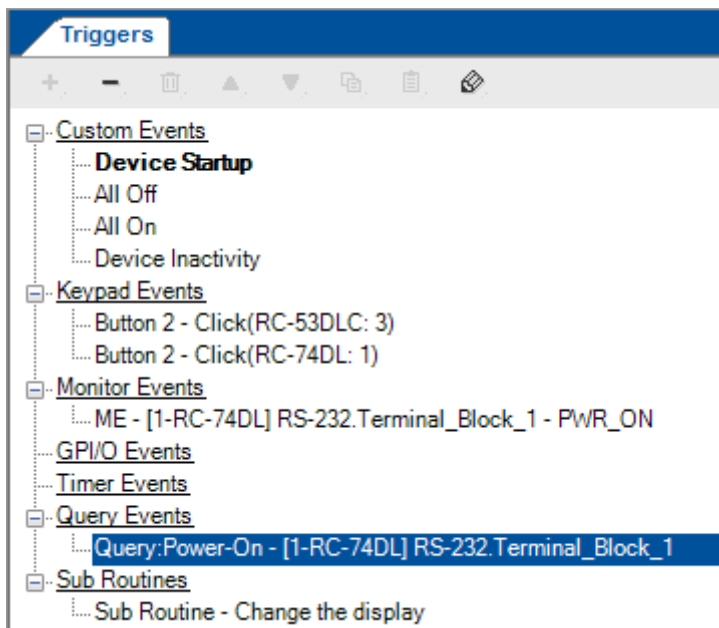 Triggers
Custom Events
Device Startup
All Off
All On
Device Inactivity
Keypad Events
Button 2 - Click(RC-53DLC: 3)
Button 2 - Click(RC-74DL: 1)
Monitor Events
ME - [1-RC-74DL] RS-232.Terminal_Block_1 - PWR_ON
GPI/O Events
Timer Events
Query Events
Query:Power-On - [1-RC-74DL] RS-232.Terminal_Block_1
Sub Routines
Sub Routine - Change the display